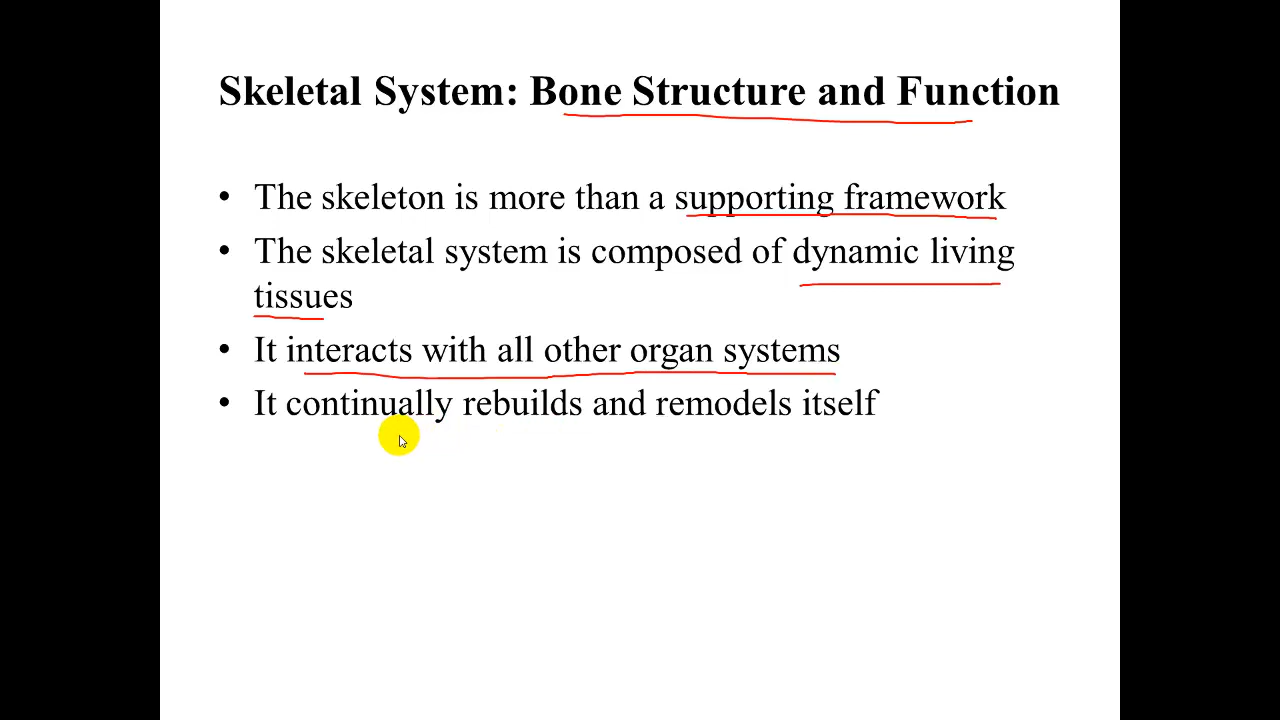 Skeletal System: Bone Structure and Function
• The skeleton is more than a supporting framework
• The skeletal system is composed of dynamic living
tissues
• It interacts with all other organ systems
• It continually rebuilds and remodels itself